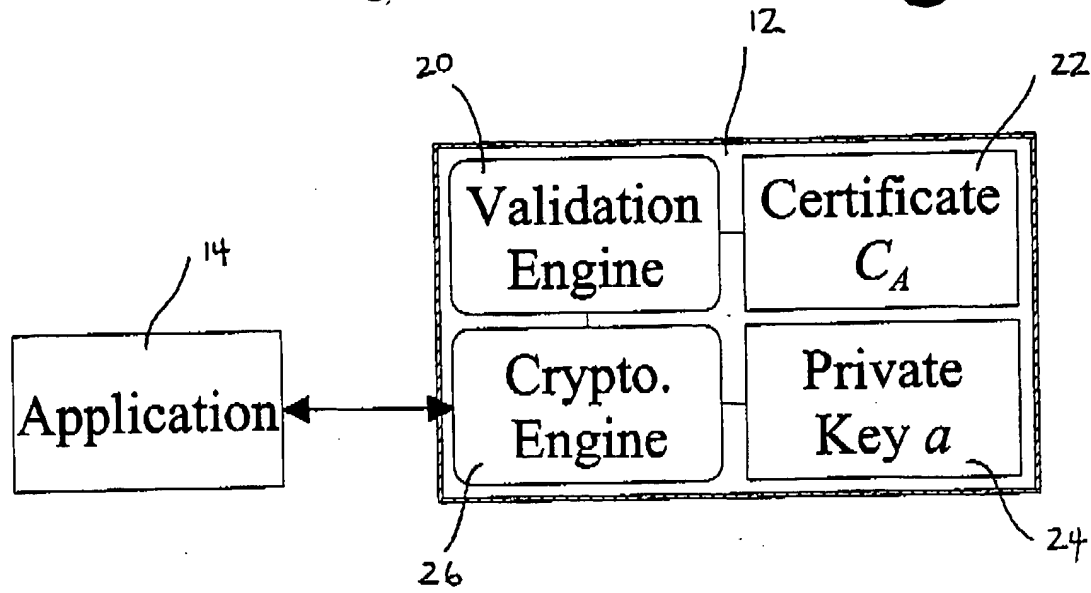 12
20
22
Validation
Engine
Certificate
C_A
14
Application
Crypto.
Engine
Private
Key a
26
24